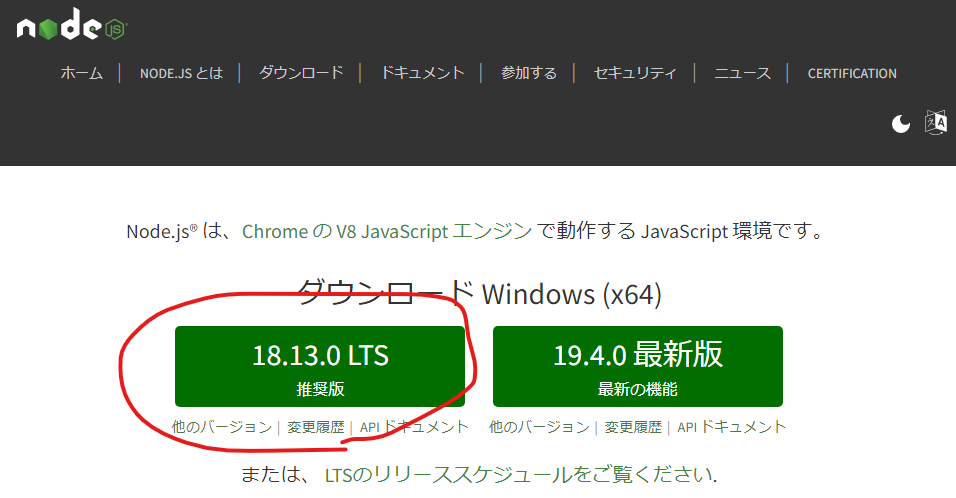 node JS
ホーム | NODE.JS とは | ダウンロード | ドキュメント | 参加する | セキュリティ | ニュース | CERTIFICATION
Node.js® は、Chrome の V8 JavaScript エンジン で動作する JavaScript 環境です。
ダウンロード Windows (x64)
18.13.0 LTS
推奨版
19.4.0 最新版
最新の機能
他のバージョン | 変更履歴 | API ドキュメント
他のバージョン | 変更履歴 | API ドキュメント
または、 LTSのリリーススケジュールをご覧ください.